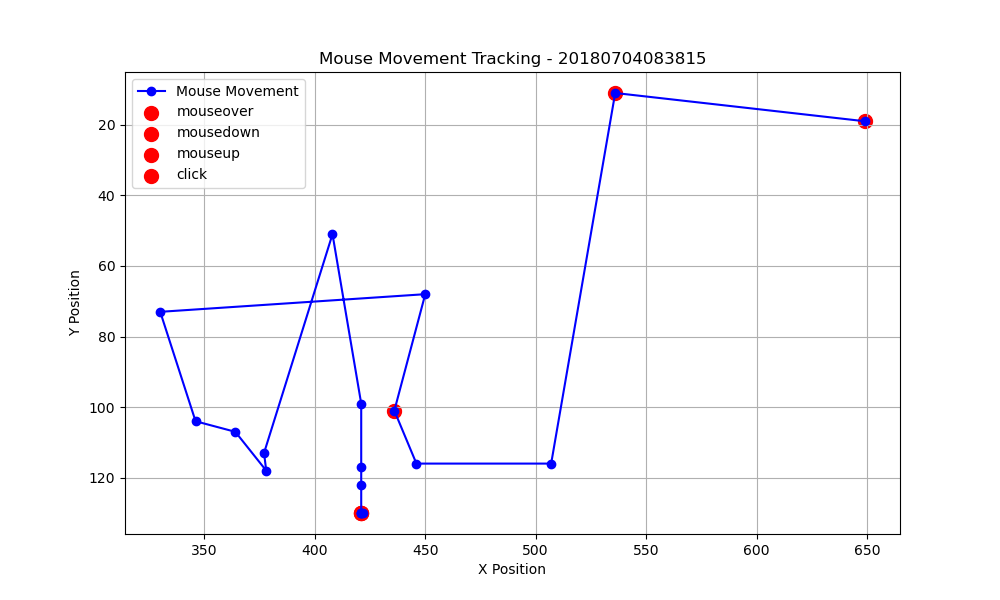 Mouse Movement Tracking - 20180704083815
Mouse Movement
mouseover
mousedown
mouseup
click
20
40
60
80
100
120
Y Position
350
400
450
500
550
600
650
X Position